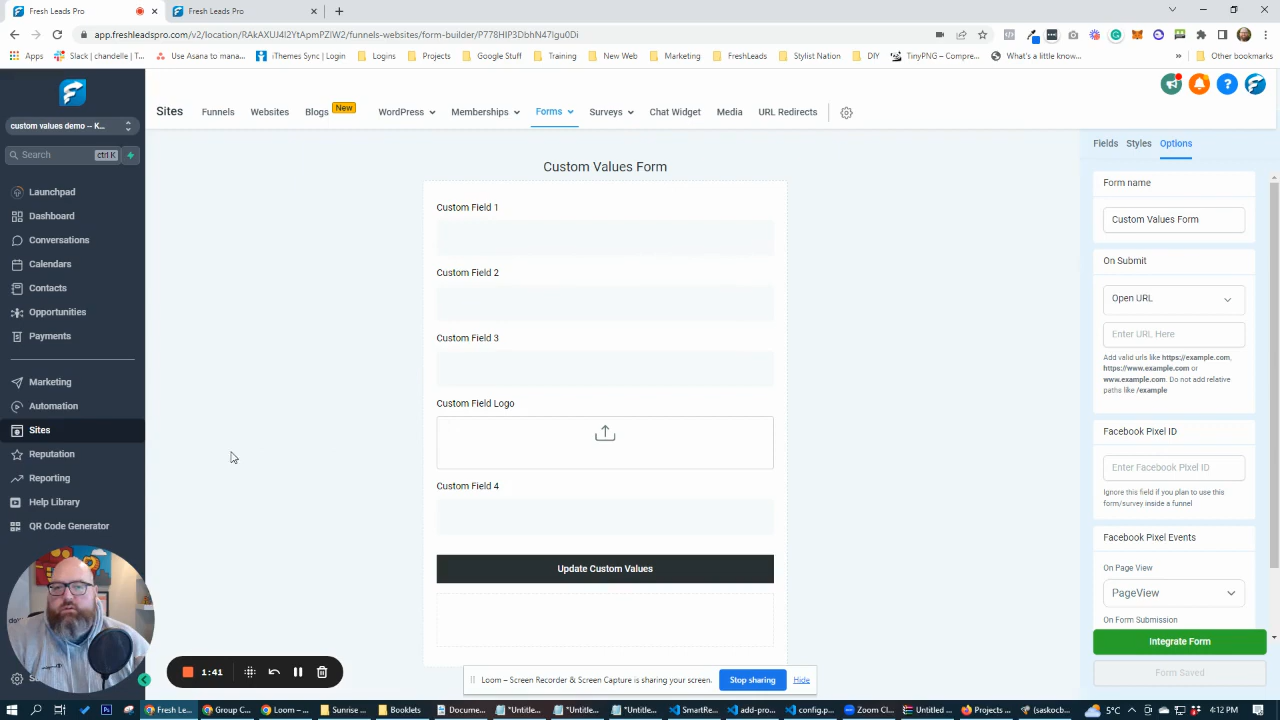 Fresh Leads Pro
Fresh Leads Pro
app.freshleadspro.com/v2/location/RAkAXUJ4I2YtApmPZIW2/funnels-websites/form-builder/P778HIP3DbhN47Igu0Di
Apps
Slack | chandelle | ...
Use Asana to mana...
iThemes Sync | Login
Logins
Projects
Google Stuff
Training
New Web
Marketing
FreshLeads
Stylist Nation
DIY
TinyPNG – Compre...
What's a little know...
»
Other bookmarks
custom values demo -- K...
Search
ctrl K
Launchpad
Dashboard
Conversations
Calendars
Contacts
Opportunities
Payments
Marketing
Automation
Sites
Reputation
Reporting
Help Library
QR Code Generator
Sites
Funnels
Websites
Blogs
New
WordPress
Memberships
Forms
Surveys
Chat Widget
Media
URL Redirects
Custom Values Form
Custom Field 1
Custom Field 2
Custom Field 3
Custom Field Logo
Custom Field 4
Update Custom Values
Fields
Styles
Options
Form name
Custom Values Form
On Submit
Open URL
Enter URL Here
Add valid urls like https://example.com,
https://www.example.com or
www.example.com. Do not add relative
paths like /example
Facebook Pixel ID
Enter Facebook Pixel ID
Ignore this field if you plan to use this
form/survey inside a funnel
Facebook Pixel Events
On Page View
PageView
On Form Submission
Integrate Form
Form Saved
1:41
Loom – Screen Recorder & Screen Capture is sharing your screen.
Stop sharing
Hide
Fresh Le...
Group C...
Loom –...
Sunrise ...
Booklets
Docume...
*Untitle...
*Untitle...
*Untitle...
SmartRe...
add-pro...
config.p...
Zoom Cl...
Untitled ...
Projects ...
(saskocb...
5°C
ENG
4:12 PM